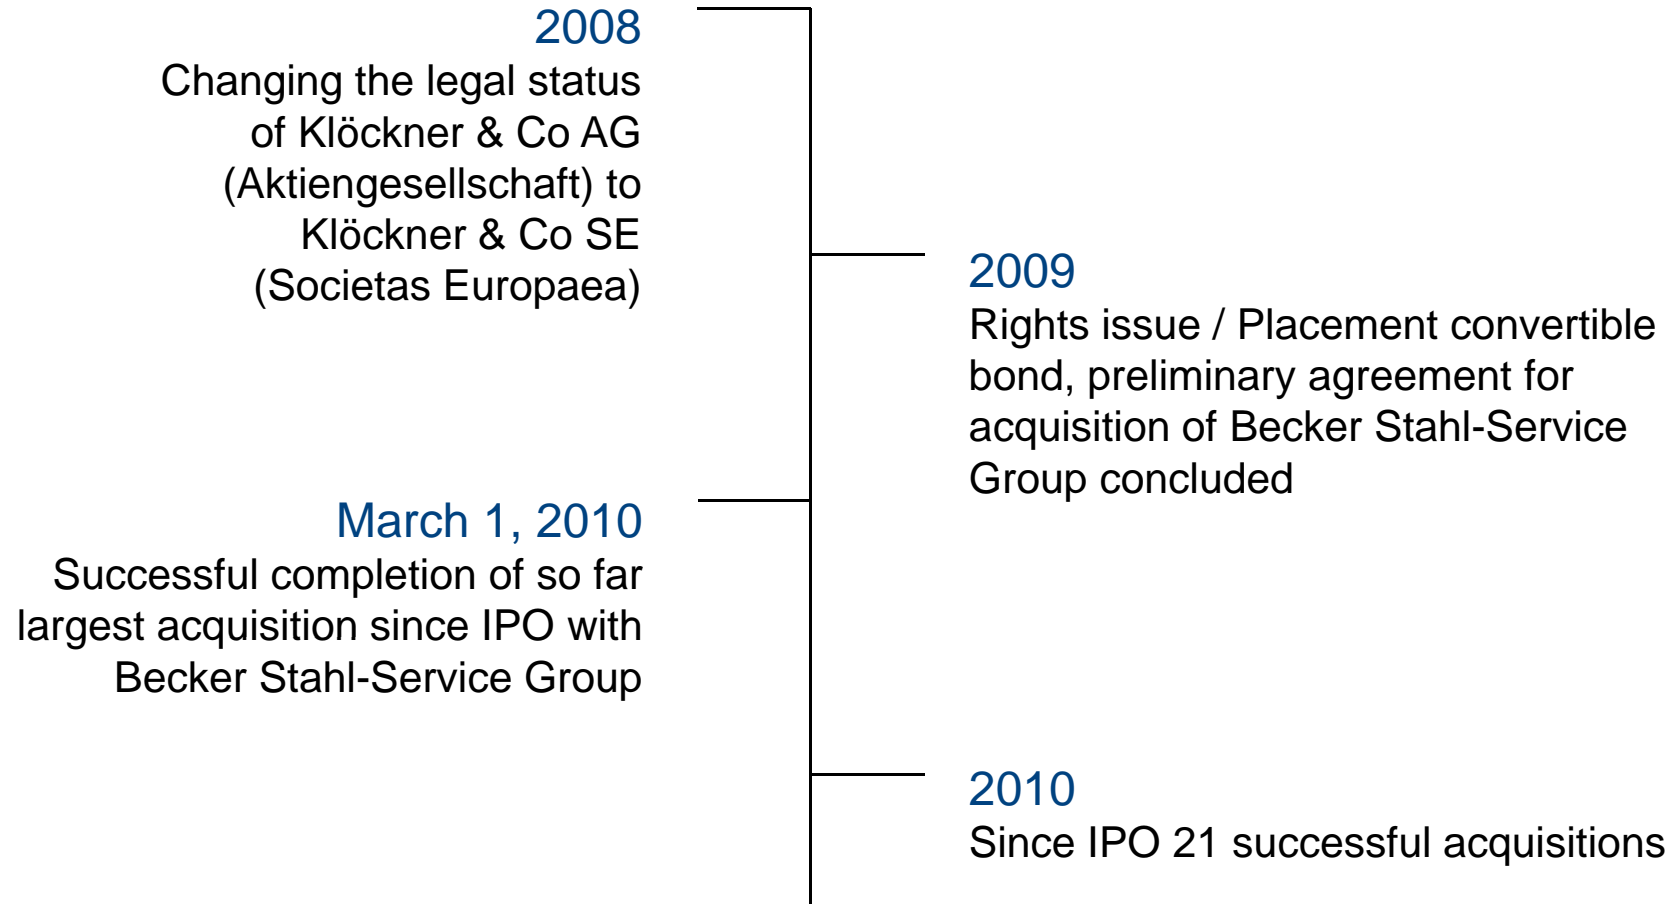 2008
Changing the legal status
of Klöckner & Co AG
(Aktiengesellschaft) to
Klöckner & Co SE
(Societas Europaea)
2009
Rights issue / Placement convertible
bond, preliminary agreement for
acquisition of Becker Stahl-Service
Group concluded
March 1, 2010
Successful completion of so far
largest acquisition since IPO with
Becker Stahl-Service Group
2010
Since IPO 21 successful acquisitions